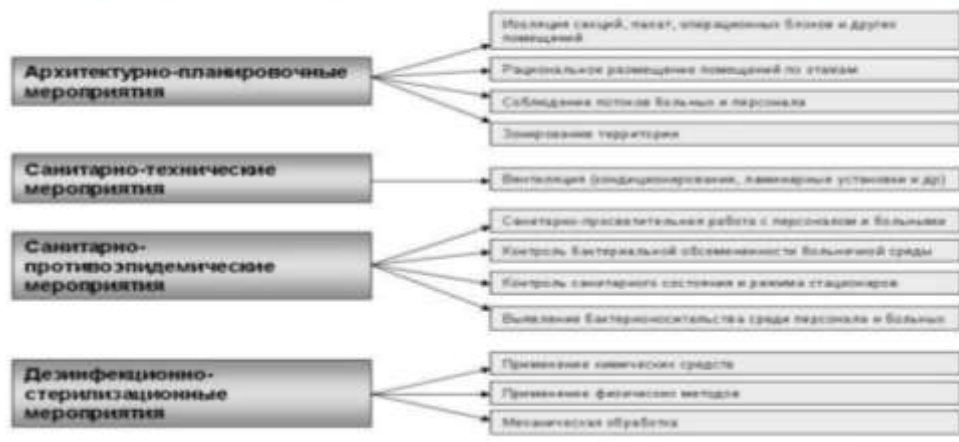 Архитектурно-планировочные
мероприятия
Изоляция секций, палат, операционных блоков и других
помещений
Рациональное размещение помещений по этажам
Соблюдение потоков больных и персонала
Зонирование территории
Санитарно-технические
мероприятия
Вентиляция (кондиционирование, ламинарные установки и др)
Санитарно-
противоэпидемические
мероприятия
Санитарно-просветительная работа с персоналом и больными
Контроль бактериальной обсемененности больничной среды
Контроль санитарного состояния и режима стационаров
Выявление бактерионосительства среди персонала и больных
Дезинфекционно-
стерилизационные
мероприятия
Применение химических средств
Применение физических методов
Механическая обработка